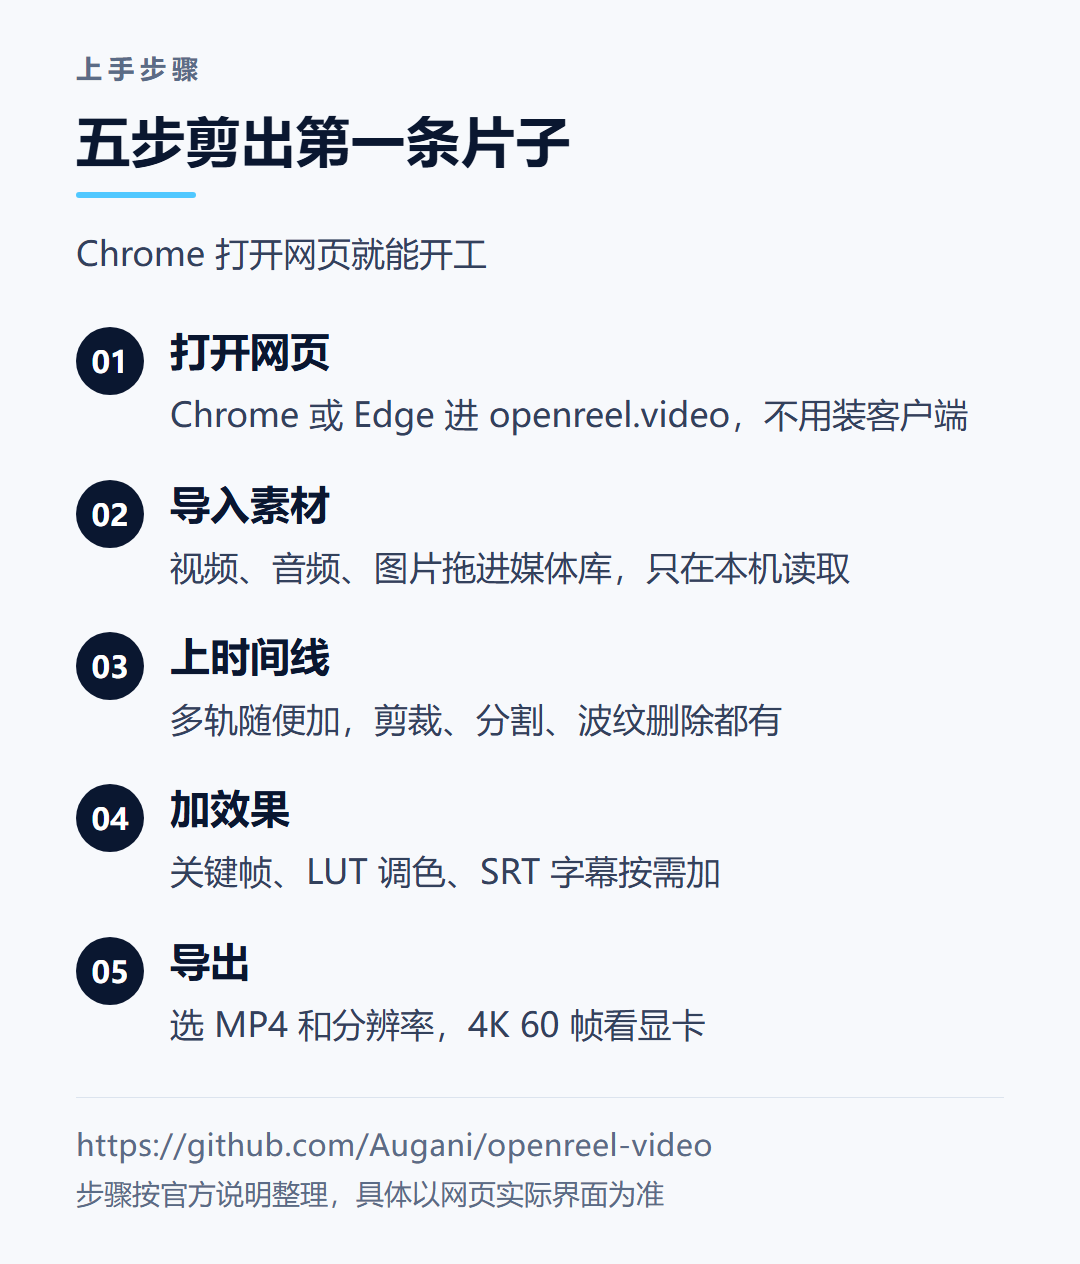 上手步骤
五步剪出第一条片子
Chrome 打开网页就能开工
01
打开网页
Chrome 或 Edge 进 openreel.video，不用装客户端
02
导入素材
视频、音频、图片拖进媒体库，只在本机读取
03
上时间线
多轨随便加，剪裁、分割、波纹删除都有
04
加效果
关键帧、LUT 调色、SRT 字幕按需加
05
导出
选 MP4 和分辨率，4K 60 帧看显卡
https://github.com/Augani/openreel-video
步骤按官方说明整理，具体以网页实际界面为准